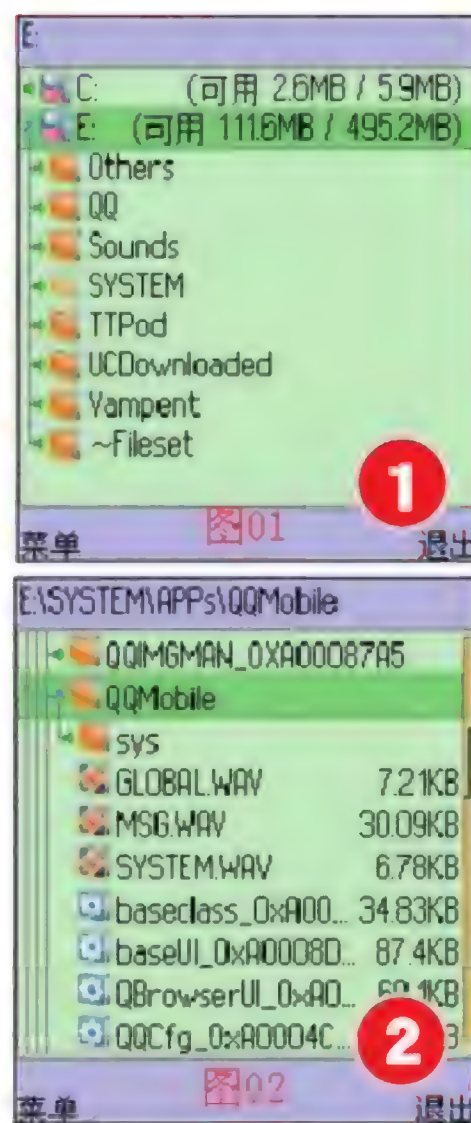 E:
C: (可用 2.6MB / 5.9MB)
E: (可用 111.6MB / 495.2MB)
Others
QQ
Sounds
SYSTEM
TTPod
UCDownloaded
Yampent
~Fileset
1
图01
菜单 退出
E:\SYSTEM\APPs\QQMobile
QQIMGMAN_0XA00087A5
QQMobile
sys
GLOBAL.WAV 7.21KB
MSG.WAV 30.09KB
SYSTEM.WAV 6.78KB
baseclass_0xA00... 34.83KB
baseUI_0xA0008D... 87.4KB
QBrowserUI_0xA0...
QQCfg_0xA0004C...
2
图02
菜单 退出